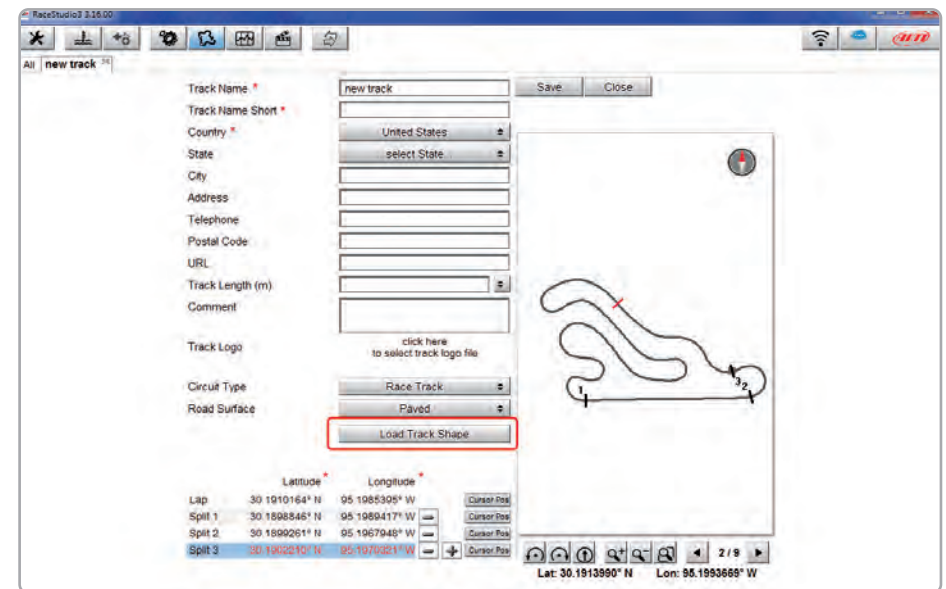 RaceStudio3 3.16.00
AiM
All new track
Track Name * new track Save Close
Track Name Short *
Country * United States
State select State
City
Address
Telephone
Postal Code
URL
Track Length (m)
Comment
Track Logo click here
to select track logo file
Circuit Type Race Track
Road Surface Paved
Load Track Shape
1
3 2
Latitude * Longitude *
Lap 30.1910164° N 95.1985395° W Cursor Pos
Split 1 30.1898846° N 95.1989417° W Cursor Pos
Split 2 30.1899261° N 95.1967948° W Cursor Pos
Split 3 Cursor Pos
2 / 9
Lat: 30.1913990° N Lon: 95.1993669° W